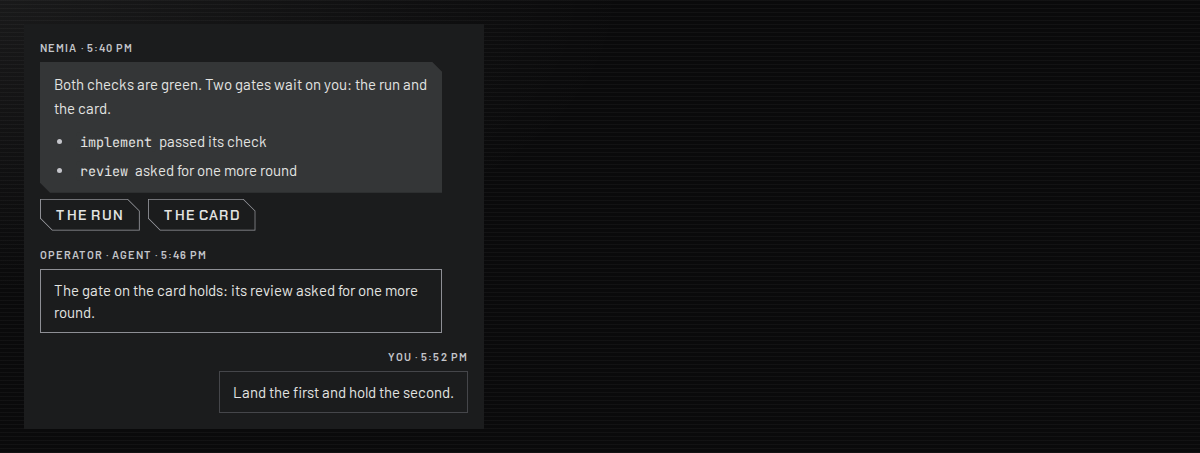 NEMIA · 5:40 PM
Both checks are green. Two gates wait on you: the run and
the card.
• implement passed its check
• review asked for one more round
THE RUN THE CARD
OPERATOR · AGENT · 5:46 PM
The gate on the card holds: its review asked for one more
round.
YOU · 5:52 PM
Land the first and hold the second.